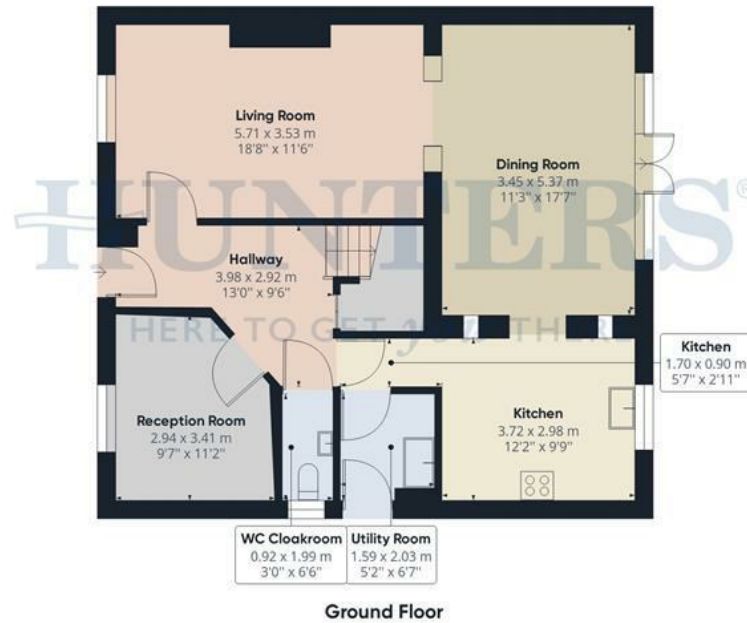 Living Room
5.71 x 3.53 m
18'8" x 11'6"
Dining Room
3.45 x 5.37 m
11'3" x 17'7"
HUNTERS®
Hallway
3.98 x 2.92 m
13'0" x 9'6"
HERE TO GET you THERE
Kitchen
1.70 x 0.90 m
5'7" x 2'11"
Reception Room
2.94 x 3.41 m
9'7" x 11'2"
Kitchen
3.72 x 2.98 m
12'2" x 9'9"
WC Cloakroom
0.92 x 1.99 m
3'0" x 6'6"
Utility Room
1.59 x 2.03 m
5'2" x 6'7"
Ground Floor